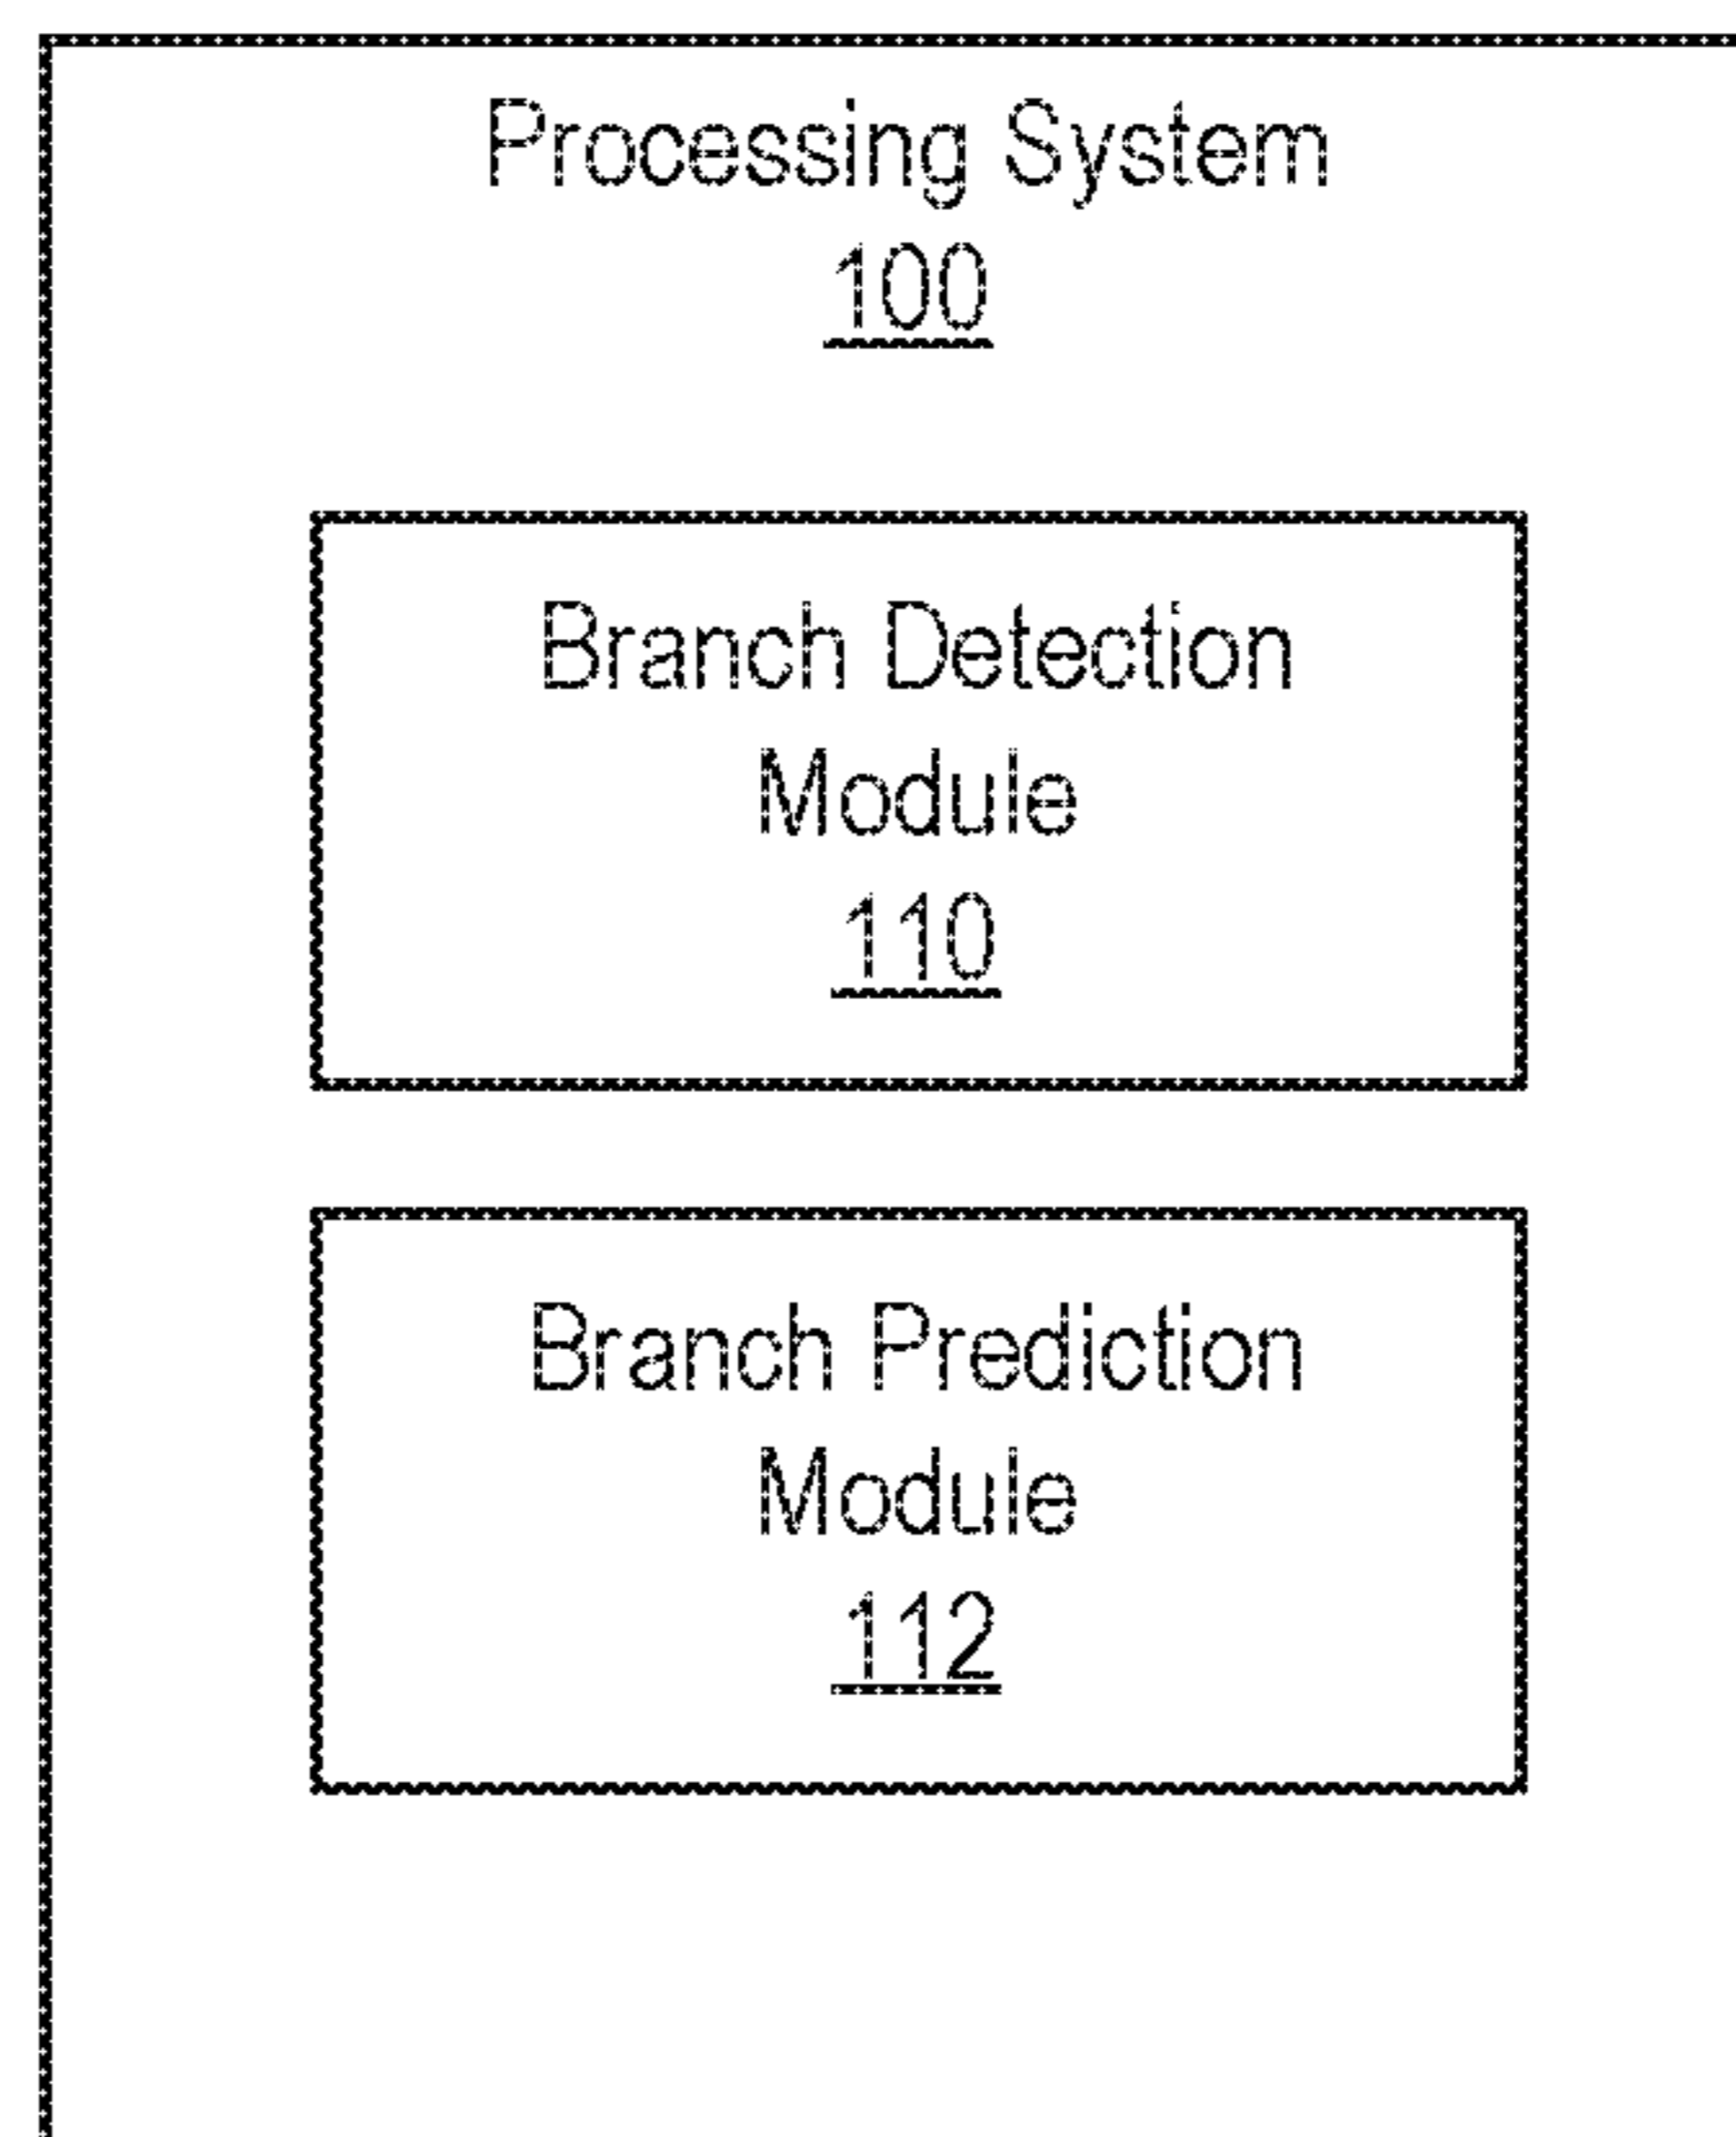 Processing System
100
Branch Detection
Module
110
Branch Prediction
Module
112